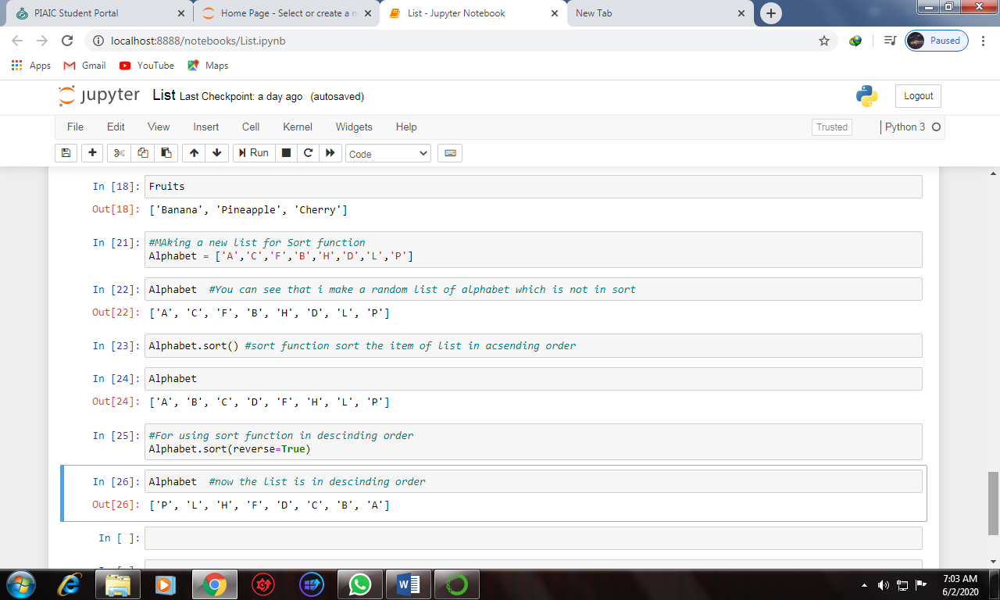 PIAIC Student Portal
Home Page - Select or create a n
List - Jupyter Notebook
New Tab
localhost:8888/notebooks/List.ipynb
Paused
Apps
Gmail
YouTube
Maps
jupyter List Last Checkpoint: a day ago (autosaved)
Logout
File Edit View Insert Cell Kernel Widgets Help
Trusted
Python 3
Run
Code
In [18]: Fruits
Out[18]: ['Banana', 'Pineapple', 'Cherry']
In [21]: #MAking a new list for Sort function
Alphabet = ['A','C','F','B','H','D','L','P']
In [22]: Alphabet  #You can see that i make a random list of alphabet which is not in sort
Out[22]: ['A', 'C', 'F', 'B', 'H', 'D', 'L', 'P']
In [23]: Alphabet.sort() #sort function sort the item of list in acsending order
In [24]: Alphabet
Out[24]: ['A', 'B', 'C', 'D', 'F', 'H', 'L', 'P']
In [25]: #For using sort function in descinding order
Alphabet.sort(reverse=True)
In [26]: Alphabet  #now the list is in descinding order
Out[26]: ['P', 'L', 'H', 'F', 'D', 'C', 'B', 'A']
In [ ]:
7:03 AM
6/2/2020